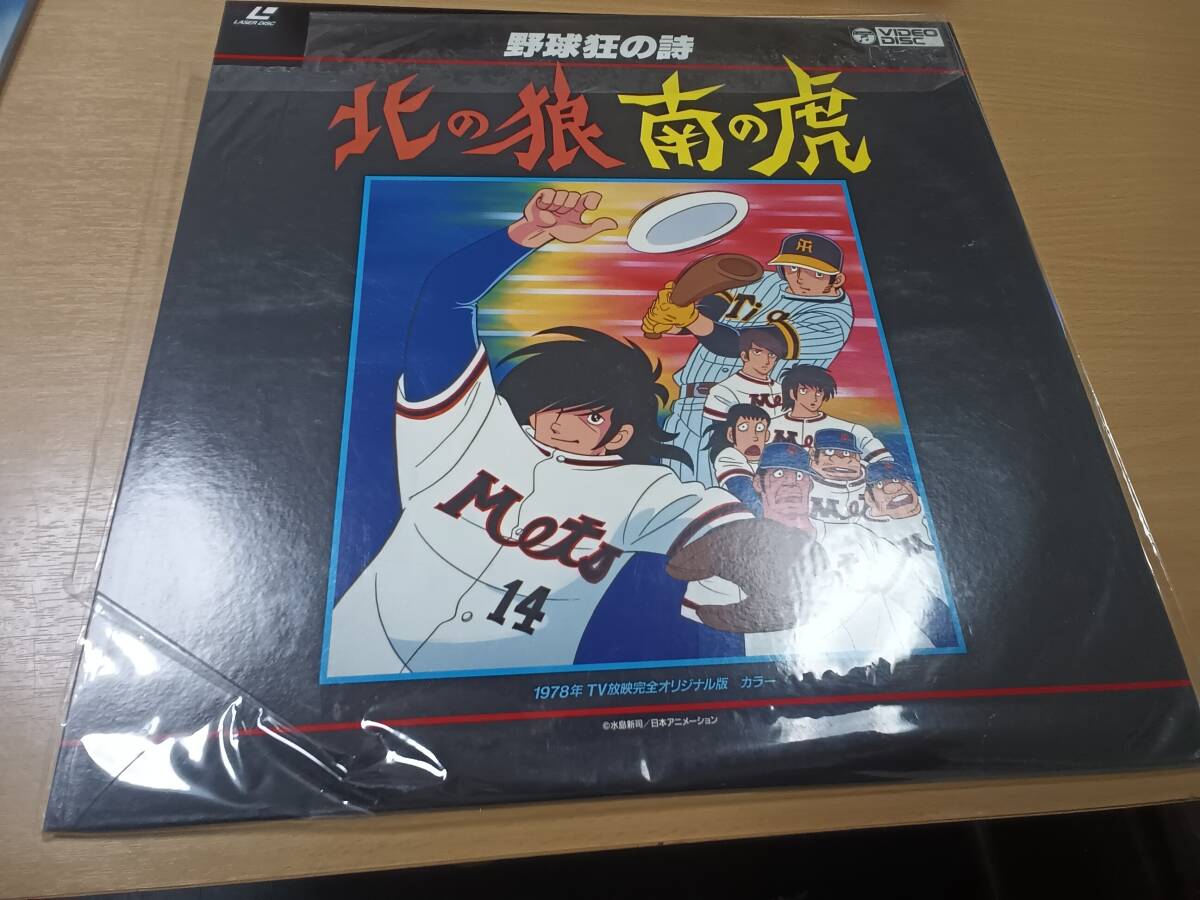 LASER DISC
VIDEO
DISC
野球狂の詩
北の狼 南の虎
Tig
Mets
14
1978年 TV放映完全オリジナル版 カラー
©水島新司/日本アニメーション